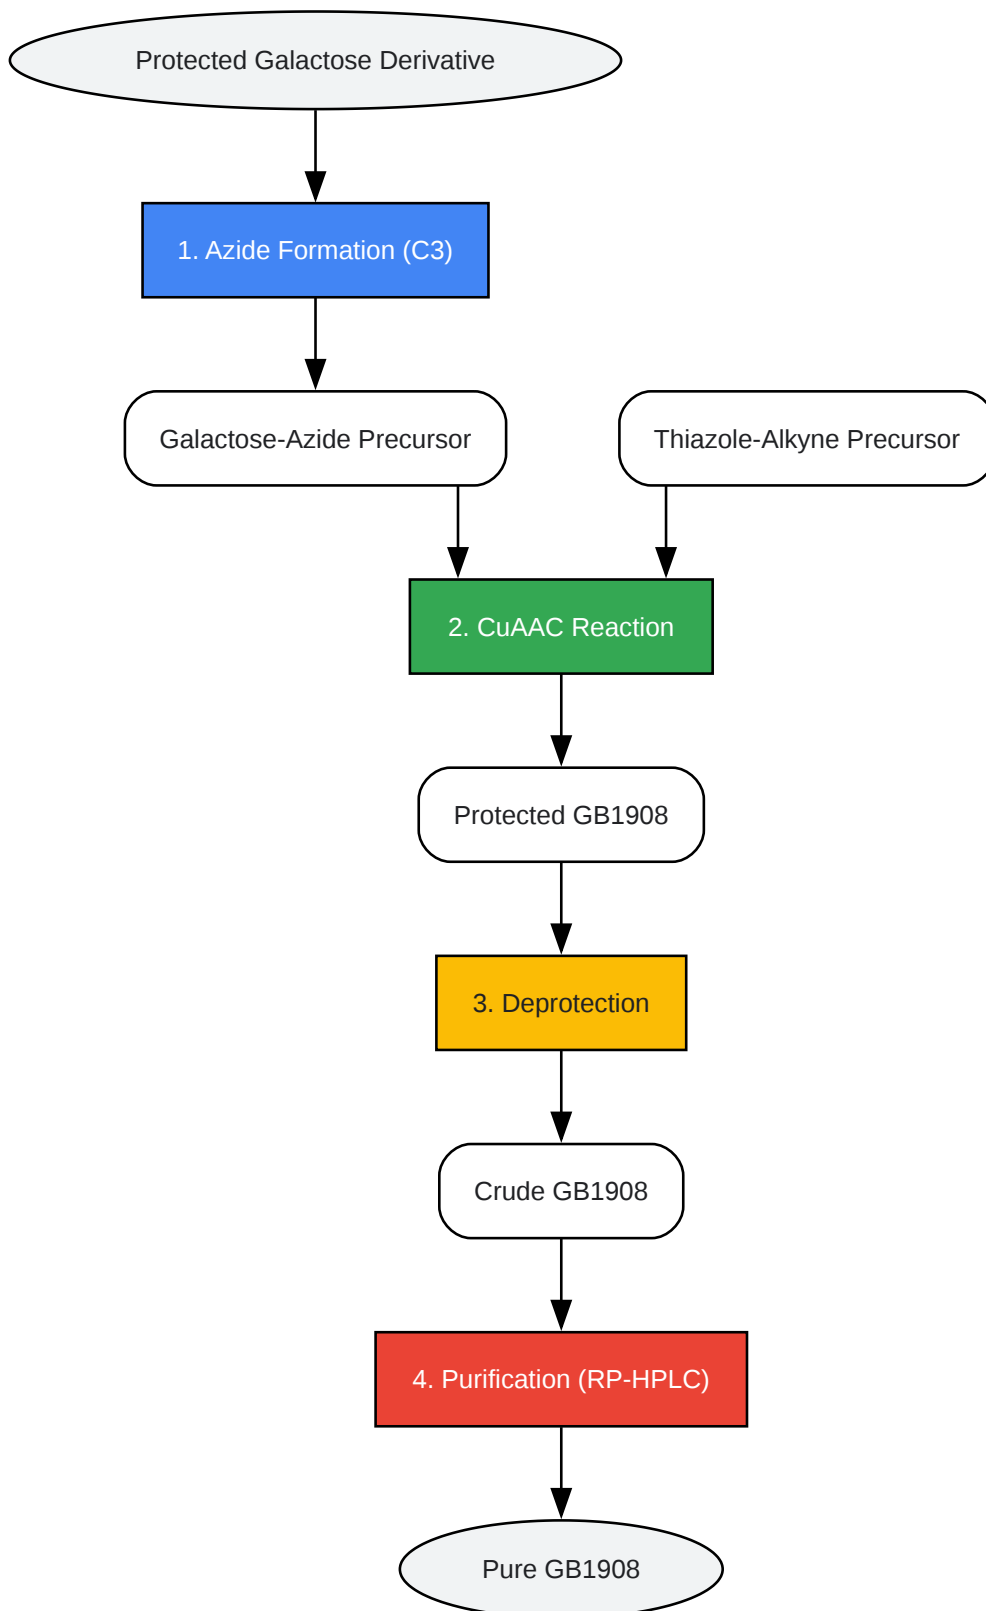 Protected Galactose Derivative
1. Azide Formation (C3)
Galactose-Azide Precursor
Thiazole-Alkyne Precursor
2. CuAAC Reaction
Protected GB1908
3. Deprotection
Crude GB1908
4. Purification (RP-HPLC)
Pure GB1908